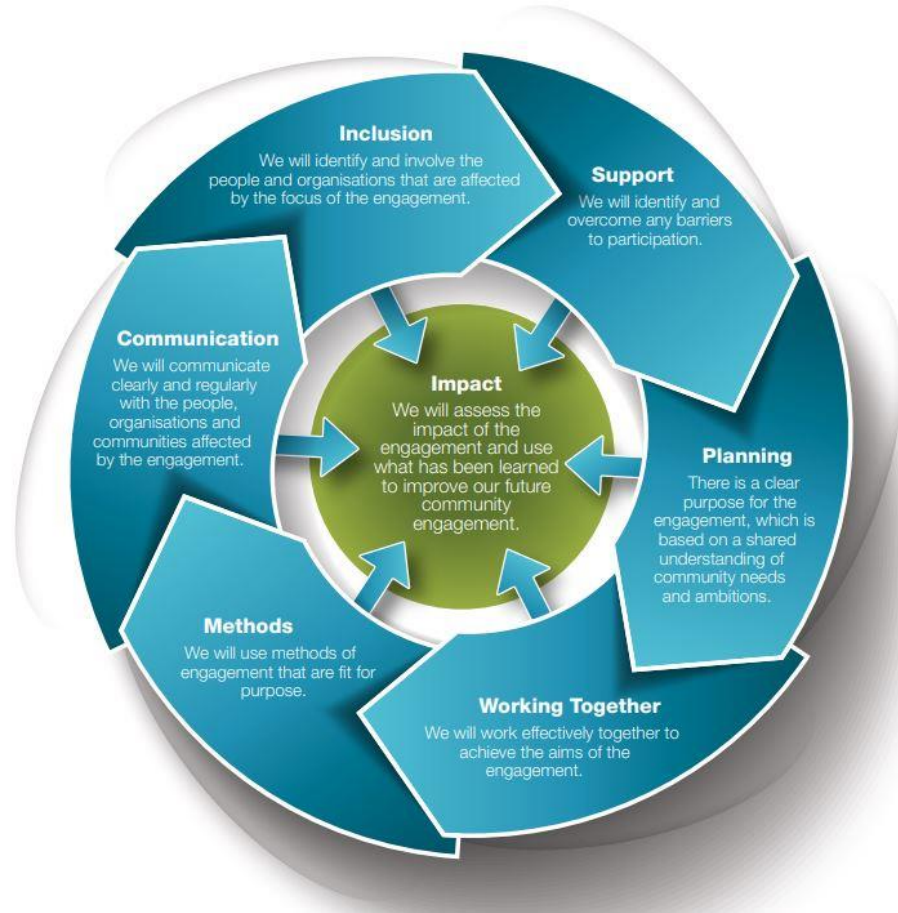 Inclusion
We will identify and involve the
people and organisations that are affected
by the focus of the engagement.
Support
We will identify and
overcome any barriers
to participation.
Planning
There is a clear
purpose for the
engagement, which is
based on a shared
understanding of
community needs
and ambitions.
Working Together
We will work effectively together to
achieve the aims of the
engagement.
Methods
We will use methods of
engagement that are fit for
purpose.
Communication
We will communicate
clearly and regularly
with the people,
organisations and
communities affected
by the engagement.
Impact
We will assess the
impact of the
engagement and use
what has been learned
to improve our future
community
engagement.